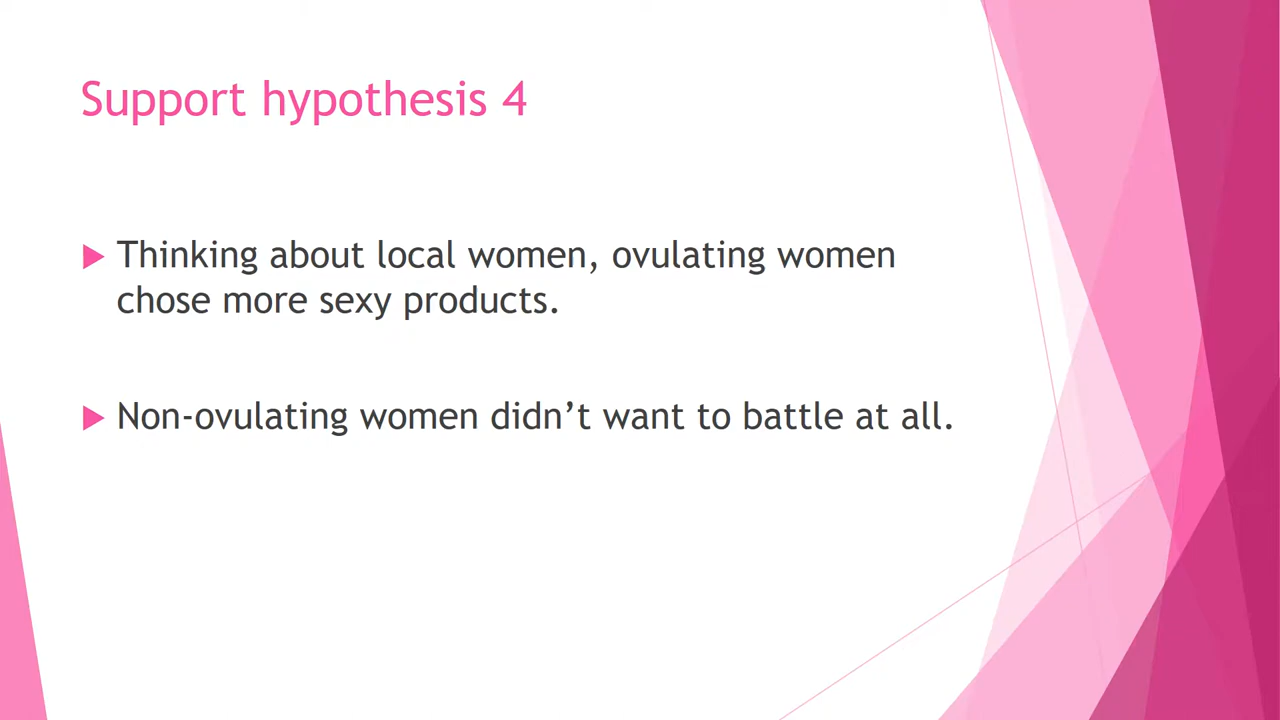 Support hypothesis 4
Thinking about local women, ovulating women
chose more sexy products.
Non-ovulating women didn’t want to battle at all.